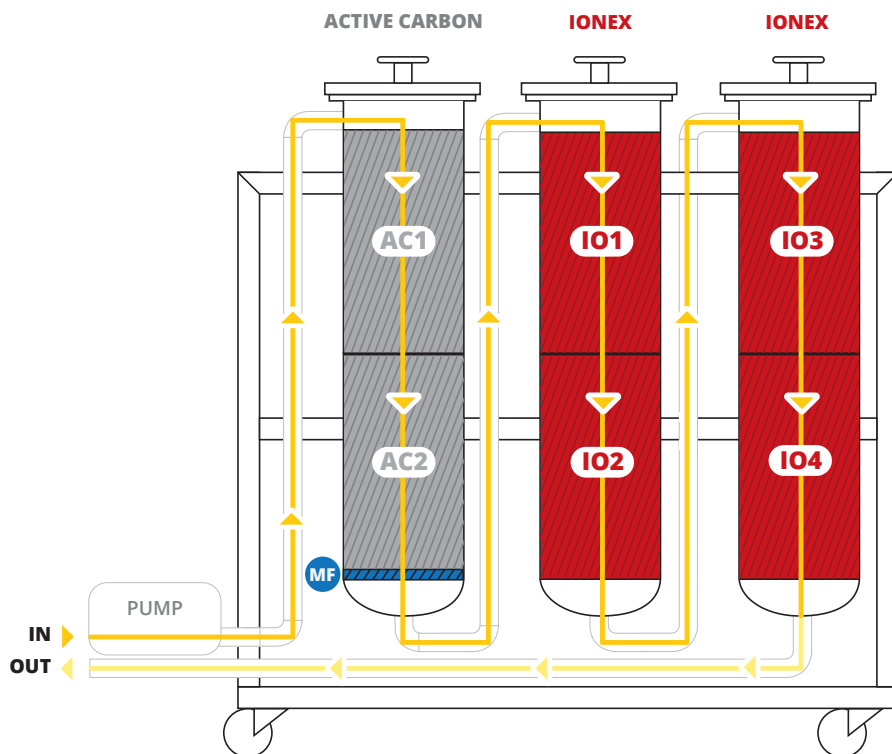 ACTIVE CARBON
IONEX
IONEX
AC1
IO1
IO3
AC2
IO2
IO4
MF
PUMP
IN
OUT